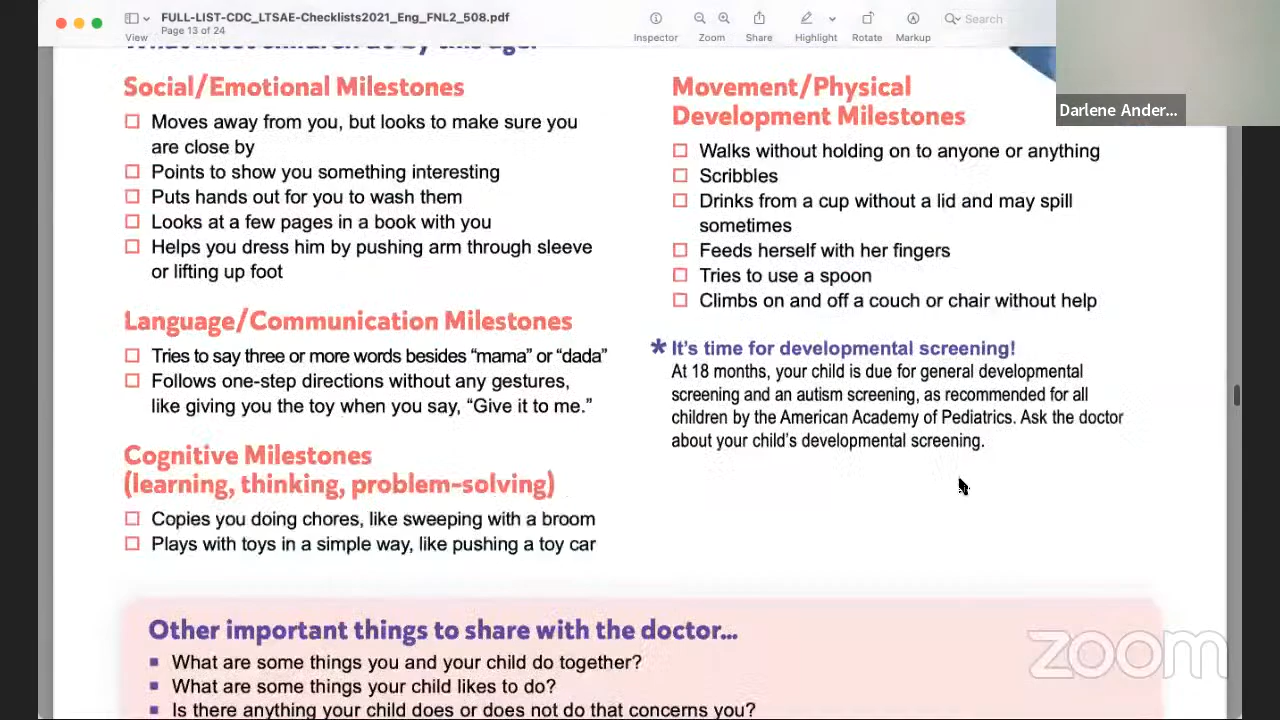 FULL-LIST-CDC_LTSAE-Checklists2021_Eng_FNL2_508.pdf
Page 13 of 24
View
Inspector
Zoom
Share
Highlight
Rotate
Markup
Search
Darlene Ander...
What most children do by this age:
Social/Emotional Milestones
Moves away from you, but looks to make sure you
are close by
Points to show you something interesting
Puts hands out for you to wash them
Looks at a few pages in a book with you
Helps you dress him by pushing arm through sleeve
or lifting up foot
Language/Communication Milestones
Tries to say three or more words besides “mama” or “dada”
Follows one-step directions without any gestures,
like giving you the toy when you say, “Give it to me.”
Cognitive Milestones
(learning, thinking, problem-solving)
Copies you doing chores, like sweeping with a broom
Plays with toys in a simple way, like pushing a toy car
Movement/Physical
Development Milestones
Walks without holding on to anyone or anything
Scribbles
Drinks from a cup without a lid and may spill
sometimes
Feeds herself with her fingers
Tries to use a spoon
Climbs on and off a couch or chair without help
* It’s time for developmental screening!
At 18 months, your child is due for general developmental
screening and an autism screening, as recommended for all
children by the American Academy of Pediatrics. Ask the doctor
about your child’s developmental screening.
Other important things to share with the doctor...
What are some things you and your child do together?
What are some things your child likes to do?
Is there anything your child does or does not do that concerns you?
zoom